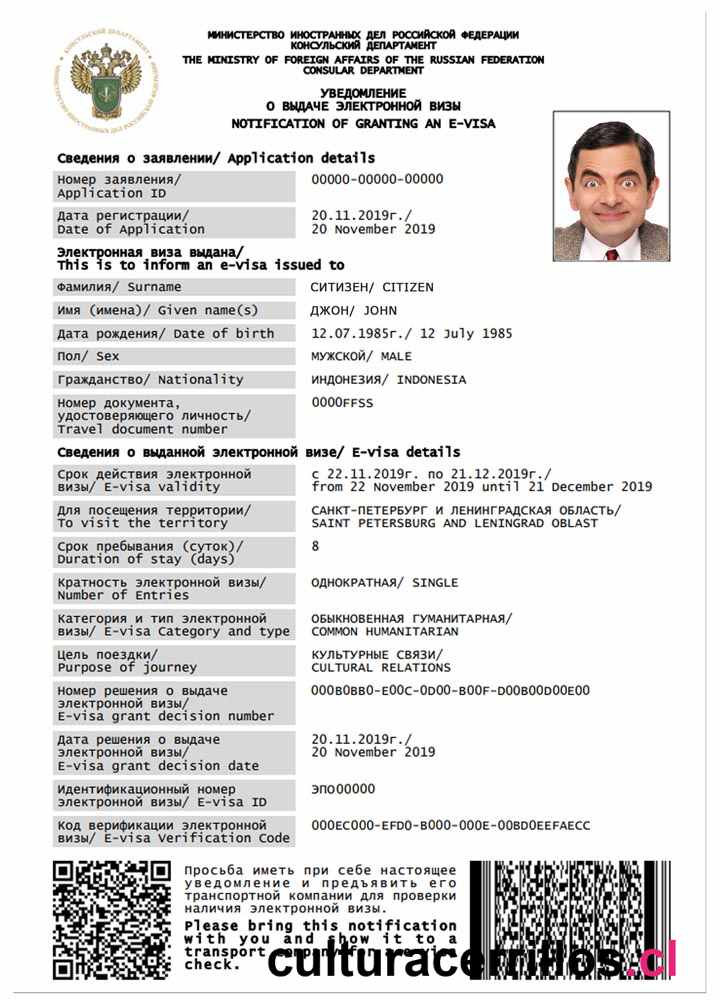 МИНИСТЕРСТВО ИНОСТРАННЫХ ДЕЛ РОССИЙСКОЙ ФЕДЕРАЦИИ
КОНСУЛЬСКИЙ ДЕПАРТАМЕНТ
THE MINISTRY OF FOREIGN AFFAIRS OF THE RUSSIAN FEDERATION
CONSULAR DEPARTMENT
УВЕДОМЛЕНИЕ
О ВЫДАЧЕ ЭЛЕКТРОННОЙ ВИЗЫ
NOTIFICATION OF GRANTING AN E-VISA
Сведения о заявлении/ Application details
Номер заявления/ 00000-00000-00000
Application ID
Дата регистрации/ 20.11.2019г./
Date of Application 20 November 2019
Электронная виза выдана/
This is to inform an e-visa issued to
Фамилия/ Surname СИТИЗЕН/ CITIZEN
Имя (имена)/ Given name(s) ДЖОН/ JOHN
Дата рождения/ Date of birth 12.07.1985г./ 12 July 1985
Пол/ Sex МУЖСКОЙ/ MALE
Гражданство/ Nationality ИНДОНЕЗИЯ/ INDONESIA
Номер документа, 0000FFSS
удостоверяющего личность/
Travel document number
Сведения о выданной электронной визе/ E-visa details
Срок действия электронной с 22.11.2019г. по 21.12.2019г./
визы/ E-visa validity from 22 November 2019 until 21 December 2019
Для посещения территории/ САНКТ-ПЕТЕРБУРГ И ЛЕНИНГРАДСКАЯ ОБЛАСТЬ/
To visit the territory SAINT PETERSBURG AND LENINGRAD OBLAST
Срок пребывания (суток)/ 8
Duration of stay (days)
Кратность электронной визы/ ОДНОКРАТНАЯ/ SINGLE
Number of Entries
Категория и тип электронной ОБЫКНОВЕННАЯ ГУМАНИТАРНАЯ/
визы/ E-visa Category and type COMMON HUMANITARIAN
Цель поездки/ КУЛЬТУРНЫЕ СВЯЗИ/
Purpose of journey CULTURAL RELATIONS
Номер решения о выдаче 000B0BB0-E00C-0D00-B00F-D00B00D00E00
электронной визы/
E-visa grant decision number
Дата решения о выдаче 20.11.2019г./
электронной визы/ 20 November 2019
E-visa grant decision date
Идентификационный номер ЭПО00000
электронной визы/ E-visa ID
Код верификации электронной 000EC000-EFD0-B000-000E-00BD0EEFAECC
визы/ E-visa Verification Code
Просьба иметь при себе настоящее
уведомление и предъявить его
транспортной компании для проверки
наличия электронной визы.
Please bring this notification
with you and show it to a
transport company for
check.
culturacerrillos.cl